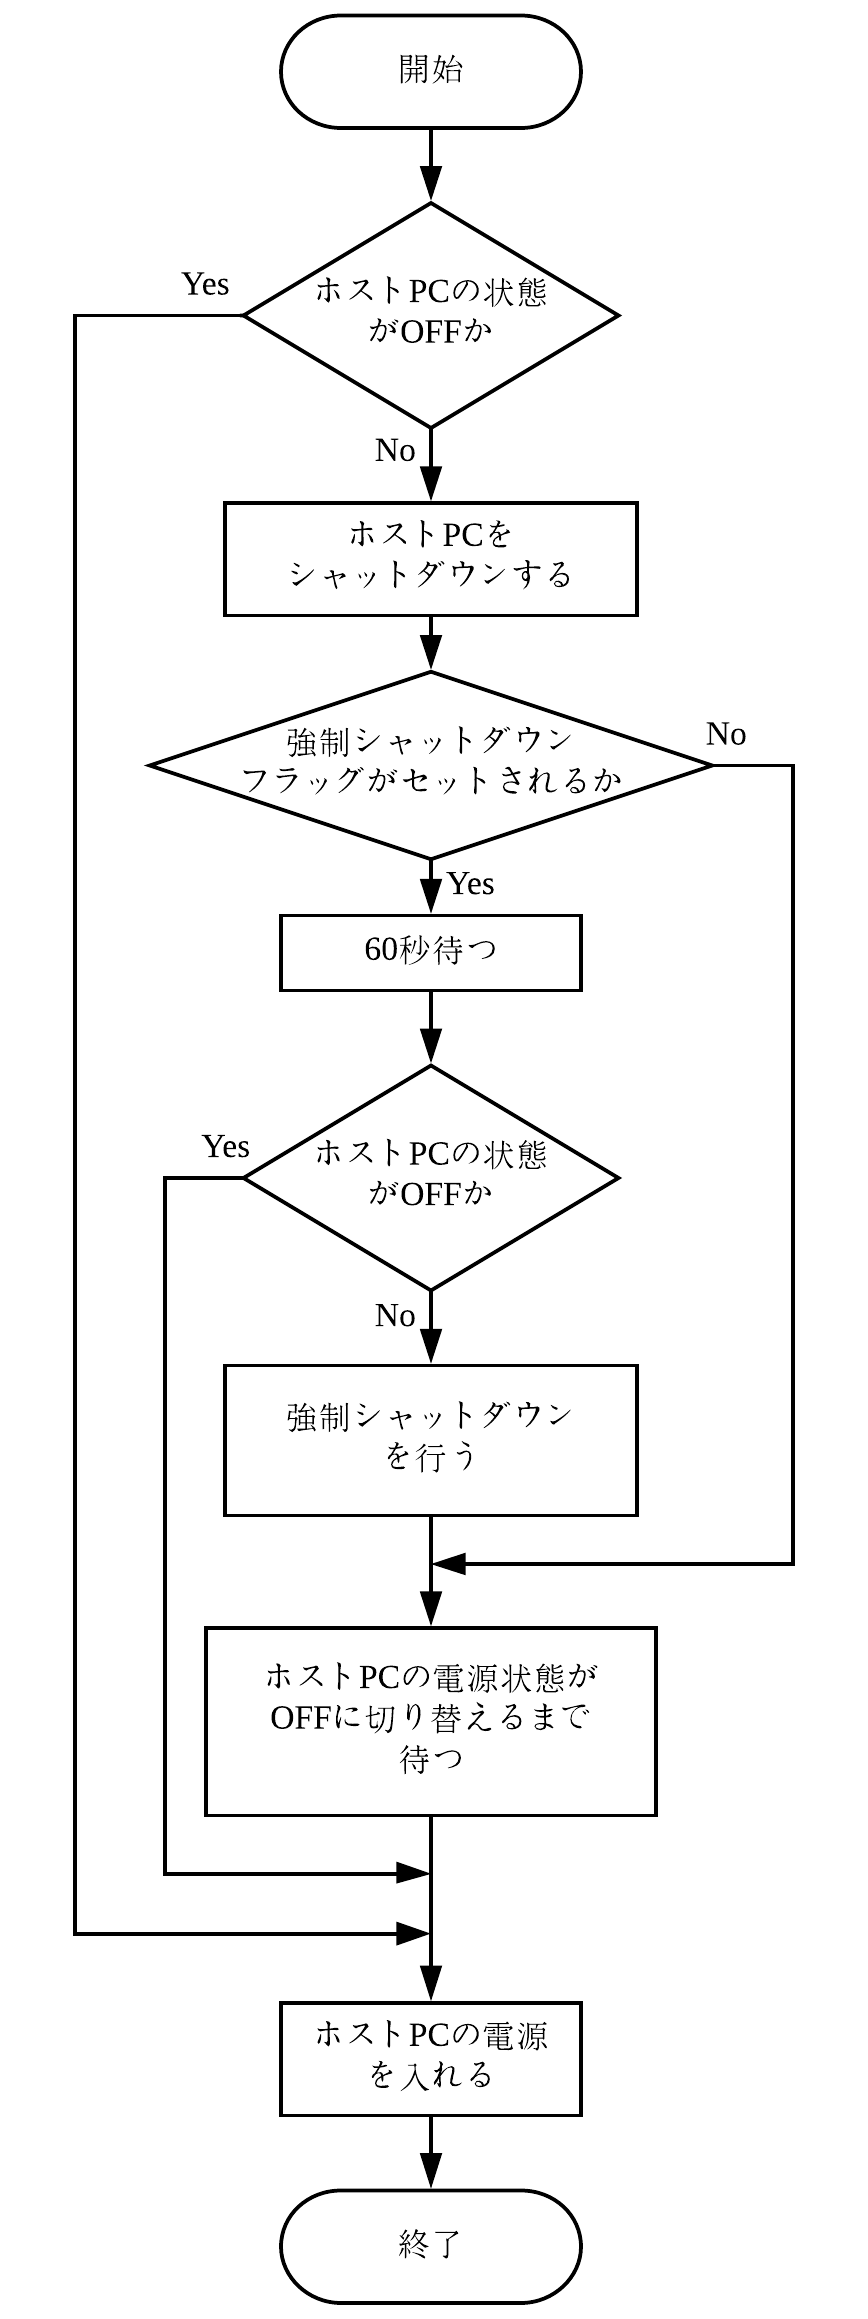 開始
Yes
ホストPCの状態
がOFFか
No
ホストPCを
シャットダウンする
No
強制シャットダウン
フラッグがセットされるか
Yes
60秒待つ
Yes
ホストPCの状態
がOFFか
No
強制シャットダウン
を行う
ホストPCの電源状態が
OFFに切り替えるまで
待つ
ホストPCの電源
を入れる
終了